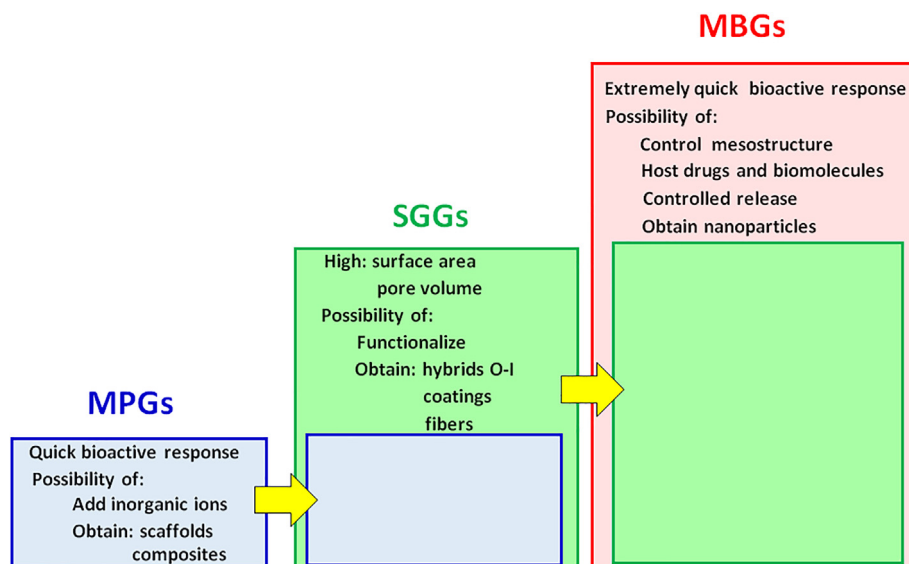 MBGs
Extremely quick bioactive response
Possibility of:
Control mesostructure
Host drugs and biomolecules
Controlled release
Obtain nanoparticles
SGGs
High: surface area
pore volume
Possibility of:
Functionalize
Obtain: hybrids O-I
coatings
fibers
MPGs
Quick bioactive response
Possibility of:
Add inorganic ions
Obtain: scaffolds
composites